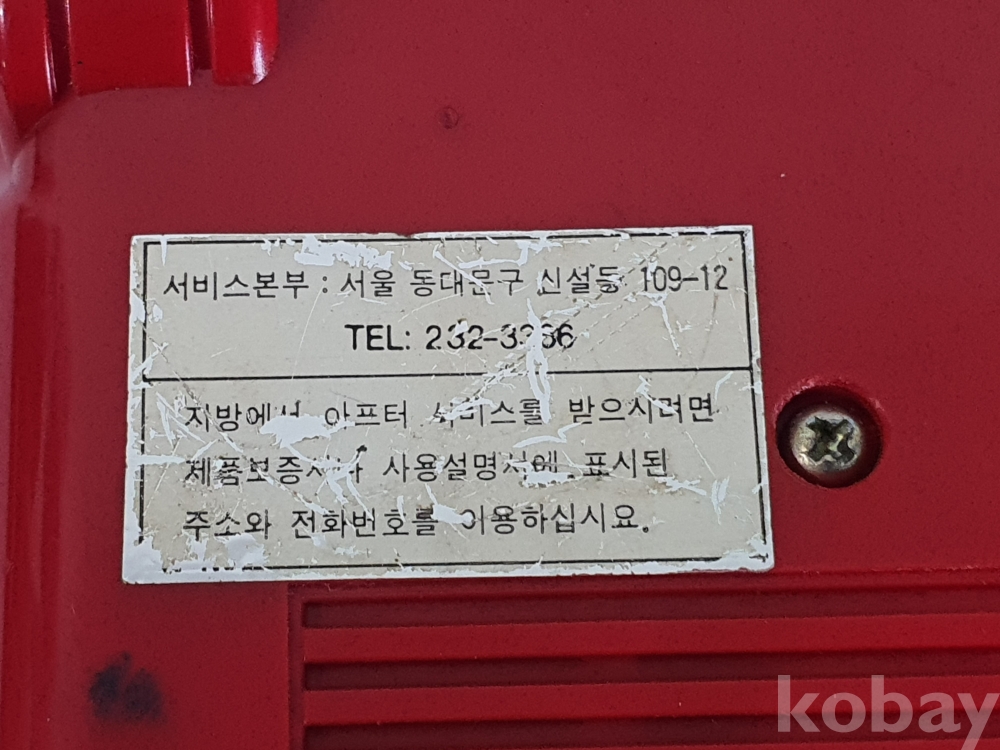 서비스본부 : 서울 동대문구 신설동 109-12
TEL: 232-3366
지방에서 아프터 서비스를 받으시려면
제품보증서나 사용설명서에 표시된
주소와 전화번호를 이용하십시요.
kobay